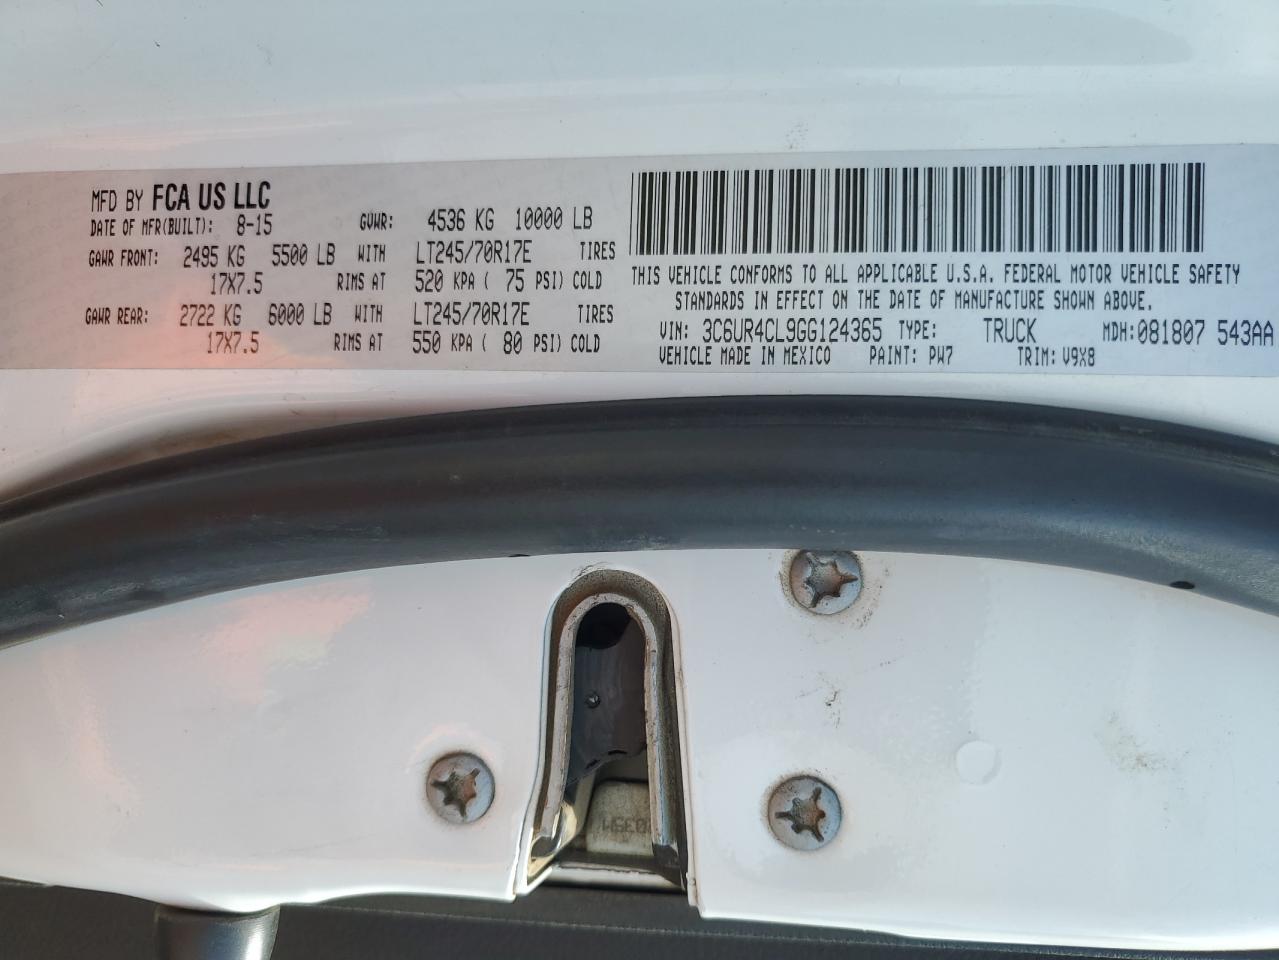 MFD BY FCA US LLC
DATE OF MFR(BUILT): 8-15 GVWR: 4536 KG 10000 LB
GAWR FRONT: 2495 KG 5500 LB WITH LT245/70R17E TIRES
17X7.5 RIMS AT 520 KPA ( 75 PSI) COLD
GAWR REAR: 2722 KG 6000 LB WITH LT245/70R17E TIRES
17X7.5 RIMS AT 550 KPA ( 80 PSI) COLD
THIS VEHICLE CONFORMS TO ALL APPLICABLE U.S.A. FEDERAL MOTOR VEHICLE SAFETY
STANDARDS IN EFFECT ON THE DATE OF MANUFACTURE SHOWN ABOVE.
VIN: 3C6UR4CL9GG124365 TYPE: TRUCK MDH: 081807 543AA
VEHICLE MADE IN MEXICO PAINT: PW7 TRIM: V9X8